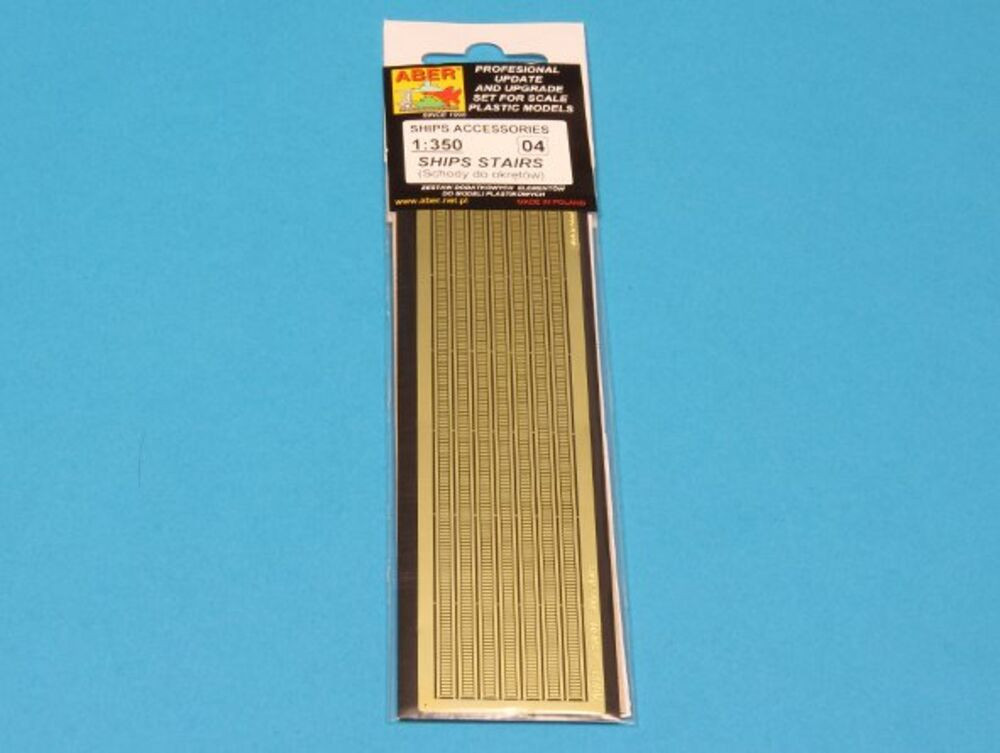 ABER
SINCE 1995
PROFESIONAL
UPDATE
AND UPGRADE
SET FOR SCALE
PLASTIC MODELS
SHIPS ACCESSORIES
1:350 04
SHIPS STAIRS
(Schody do okrętów)
ZESTAW DODATKOWYCH ELEMENTÓW
DO MODELI PLASTIKOWYCH
www.aber.net.pl MADE IN POLAND